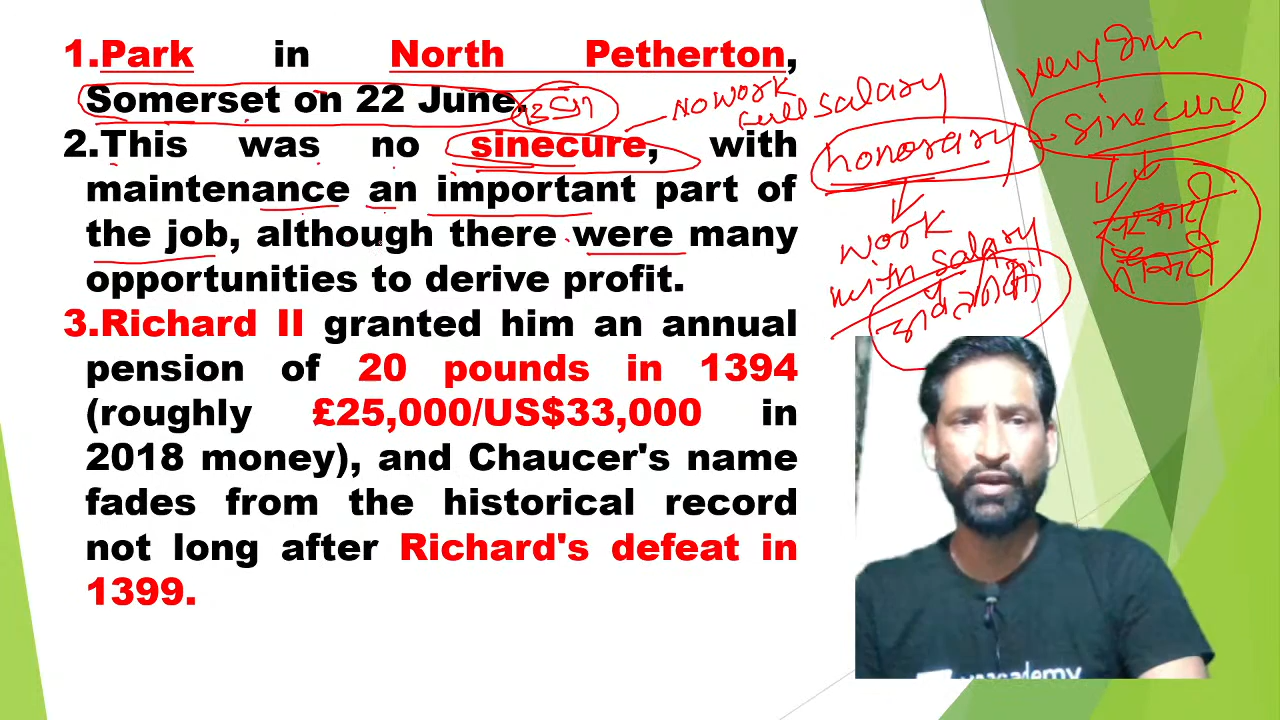 1.Park in North Petherton,
Somerset on 22 June.
2.This was no sinecure, with
maintenance an important part of
the job, although there were many
opportunities to derive profit.
3.Richard II granted him an annual
pension of 20 pounds in 1394
(roughly £25,000/US$33,000 in
2018 money), and Chaucer's name
fades from the historical record
not long after Richard's defeat in
1399.
No work
full salary
very
honorary
sinecure
work
with salary
सरकारी